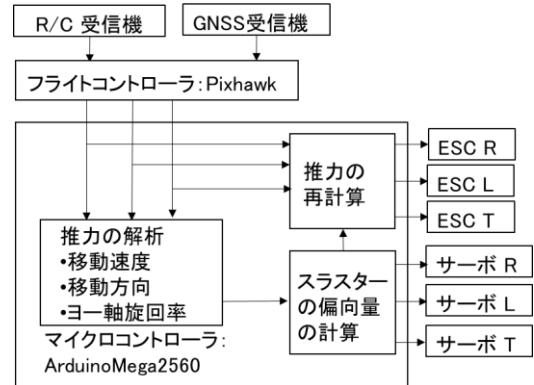 R/C 受信機
GNSS受信機
フライトコントローラ:Pixhawk
推力の
再計算
ESC R
ESC L
ESC T
推力の解析
•移動速度
•移動方向
•ヨー軸旋回率
スラスター
の偏向量
の計算
サーボ R
サーボ L
サーボ T
マイクロコントローラ:
ArduinoMega2560